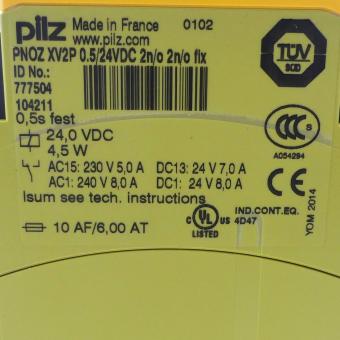 pilz Made in France 0102
www.pilz.com
PNOZ XV2P 0.5/24VDC 2n/o 2n/o fix
ID No.:
777504
104211
0,5s fest
24,0 VDC
4,5 W
AC15: 230 V 5,0 A DC13: 24 V 7,0 A
AC1: 240 V 8,0 A DC1: 24 V 8,0 A
Isum see tech. instructions
10 AF/6,00 AT
TÜV
SÜD
CCC S
A054294
C UL US
LISTED
IND.CONT.EQ.
4D47
YOM 2014